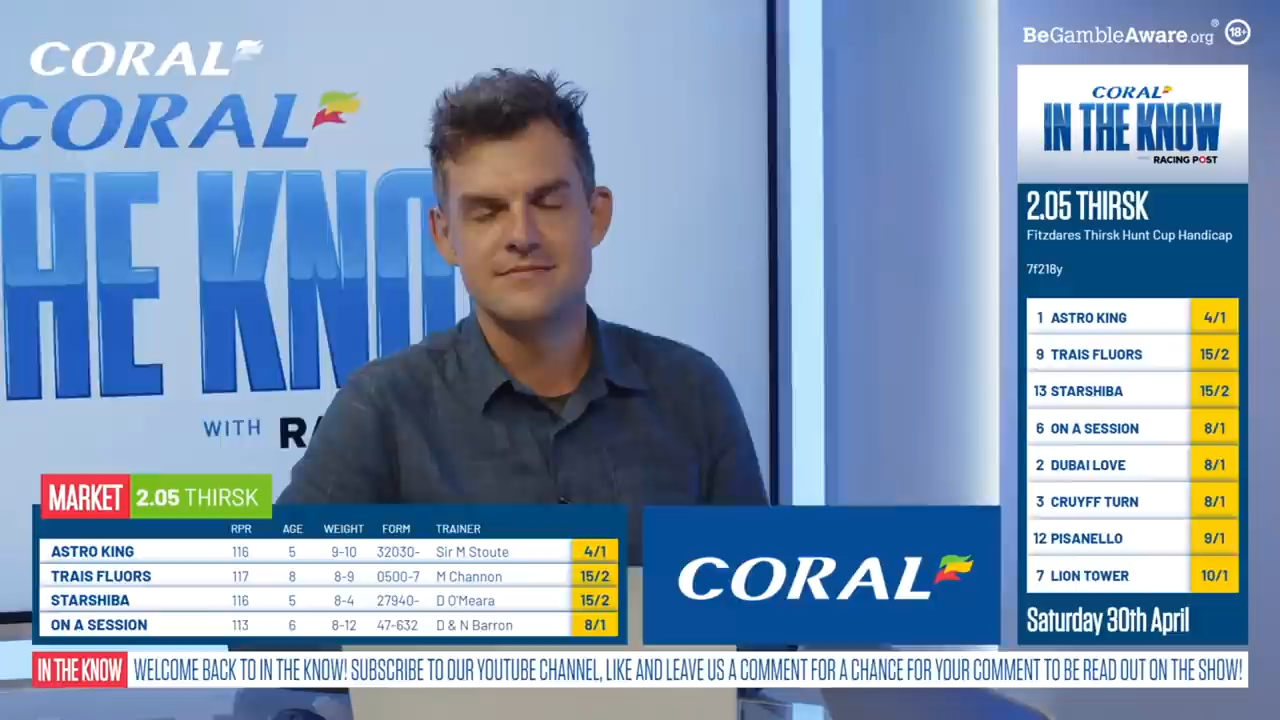 CORAL
CORAL
THE KNO
WITH RA
BeGambleAware.org®
18+
CORAL
IN THE KNOW
WITH RACING POST
2.05 THIRSK
Fitzdares Thirsk Hunt Cup Handicap
7f218y
1 ASTRO KING 4/1
9 TRAIS FLUORS 15/2
13 STARSHIBA 15/2
6 ON A SESSION 8/1
2 DUBAI LOVE 8/1
3 CRUYFF TURN 8/1
12 PISANELLO 9/1
7 LION TOWER 10/1
Saturday 30th April
MARKET 2.05 THIRSK
RPR AGE WEIGHT FORM TRAINER
ASTRO KING 116 5 9-10 32030- Sir M Stoute 4/1
TRAIS FLUORS 117 8 8-9 0500-7 M Channon 15/2
STARSHIBA 116 5 8-4 27940- D O'Meara 15/2
ON A SESSION 113 6 8-12 47-632 D & N Barron 8/1
CORAL
IN THE KNOW WELCOME BACK TO IN THE KNOW! SUBSCRIBE TO OUR YOUTUBE CHANNEL, LIKE AND LEAVE US A COMMENT FOR A CHANCE FOR YOUR COMMENT TO BE READ OUT ON THE SHOW!